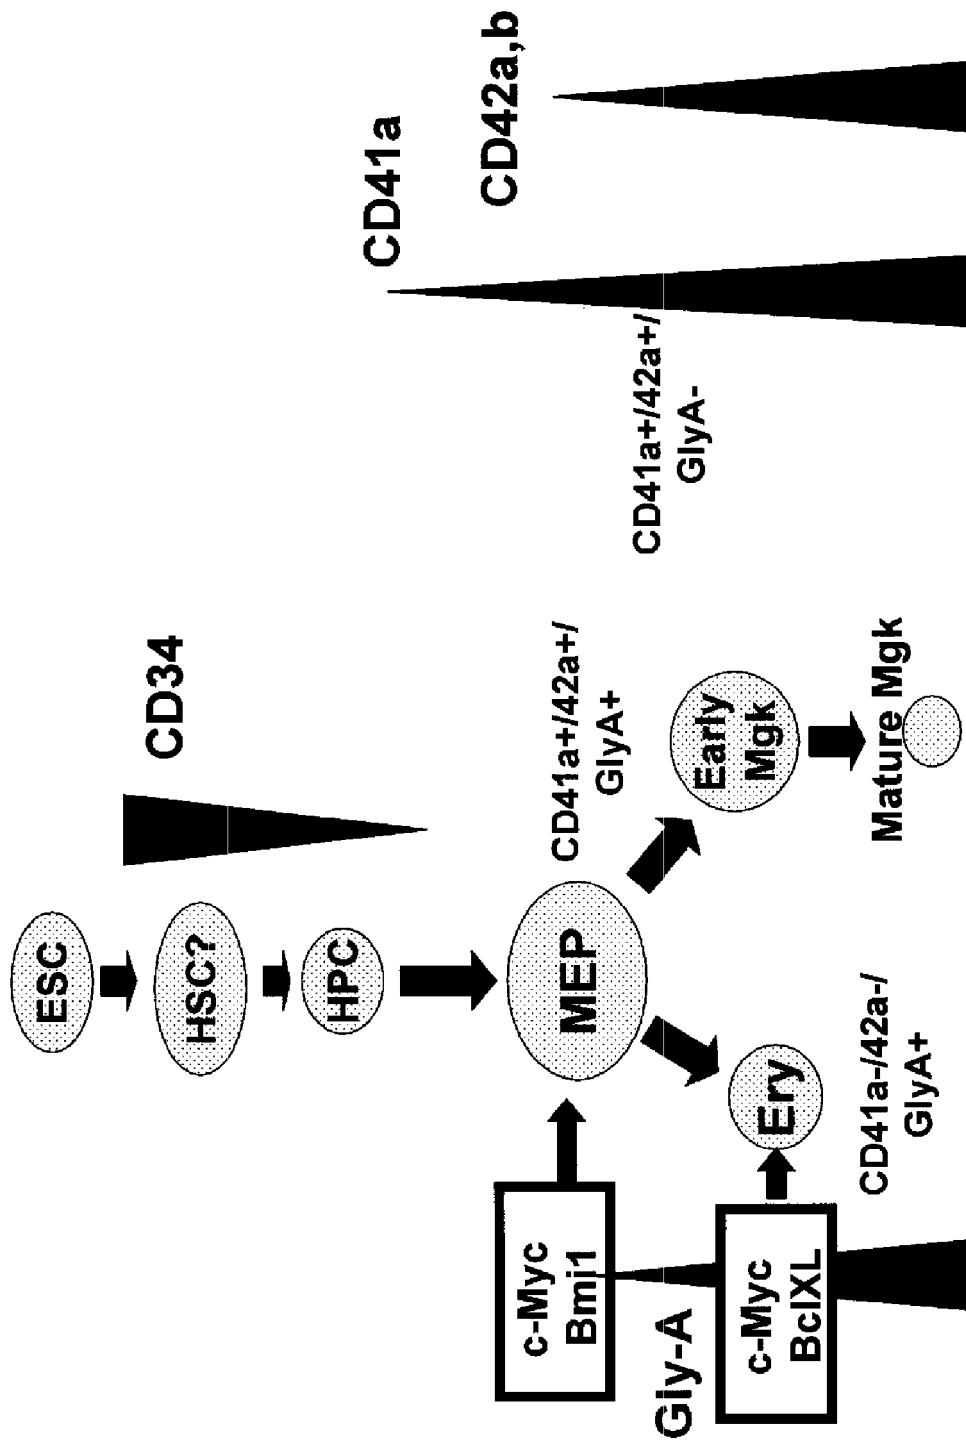 ESC
HSC?
HPC
CD34
CD41a
CD42a,b
c-Myc
Bmi1
MEP
CD41a+/42a+/
GlyA+
CD41a+/42a+/
GlyA-
Gly-A
c-Myc
BclXL
Ery
Early
Mgk
CD41a-/42a-/
GlyA+
Mature Mgk